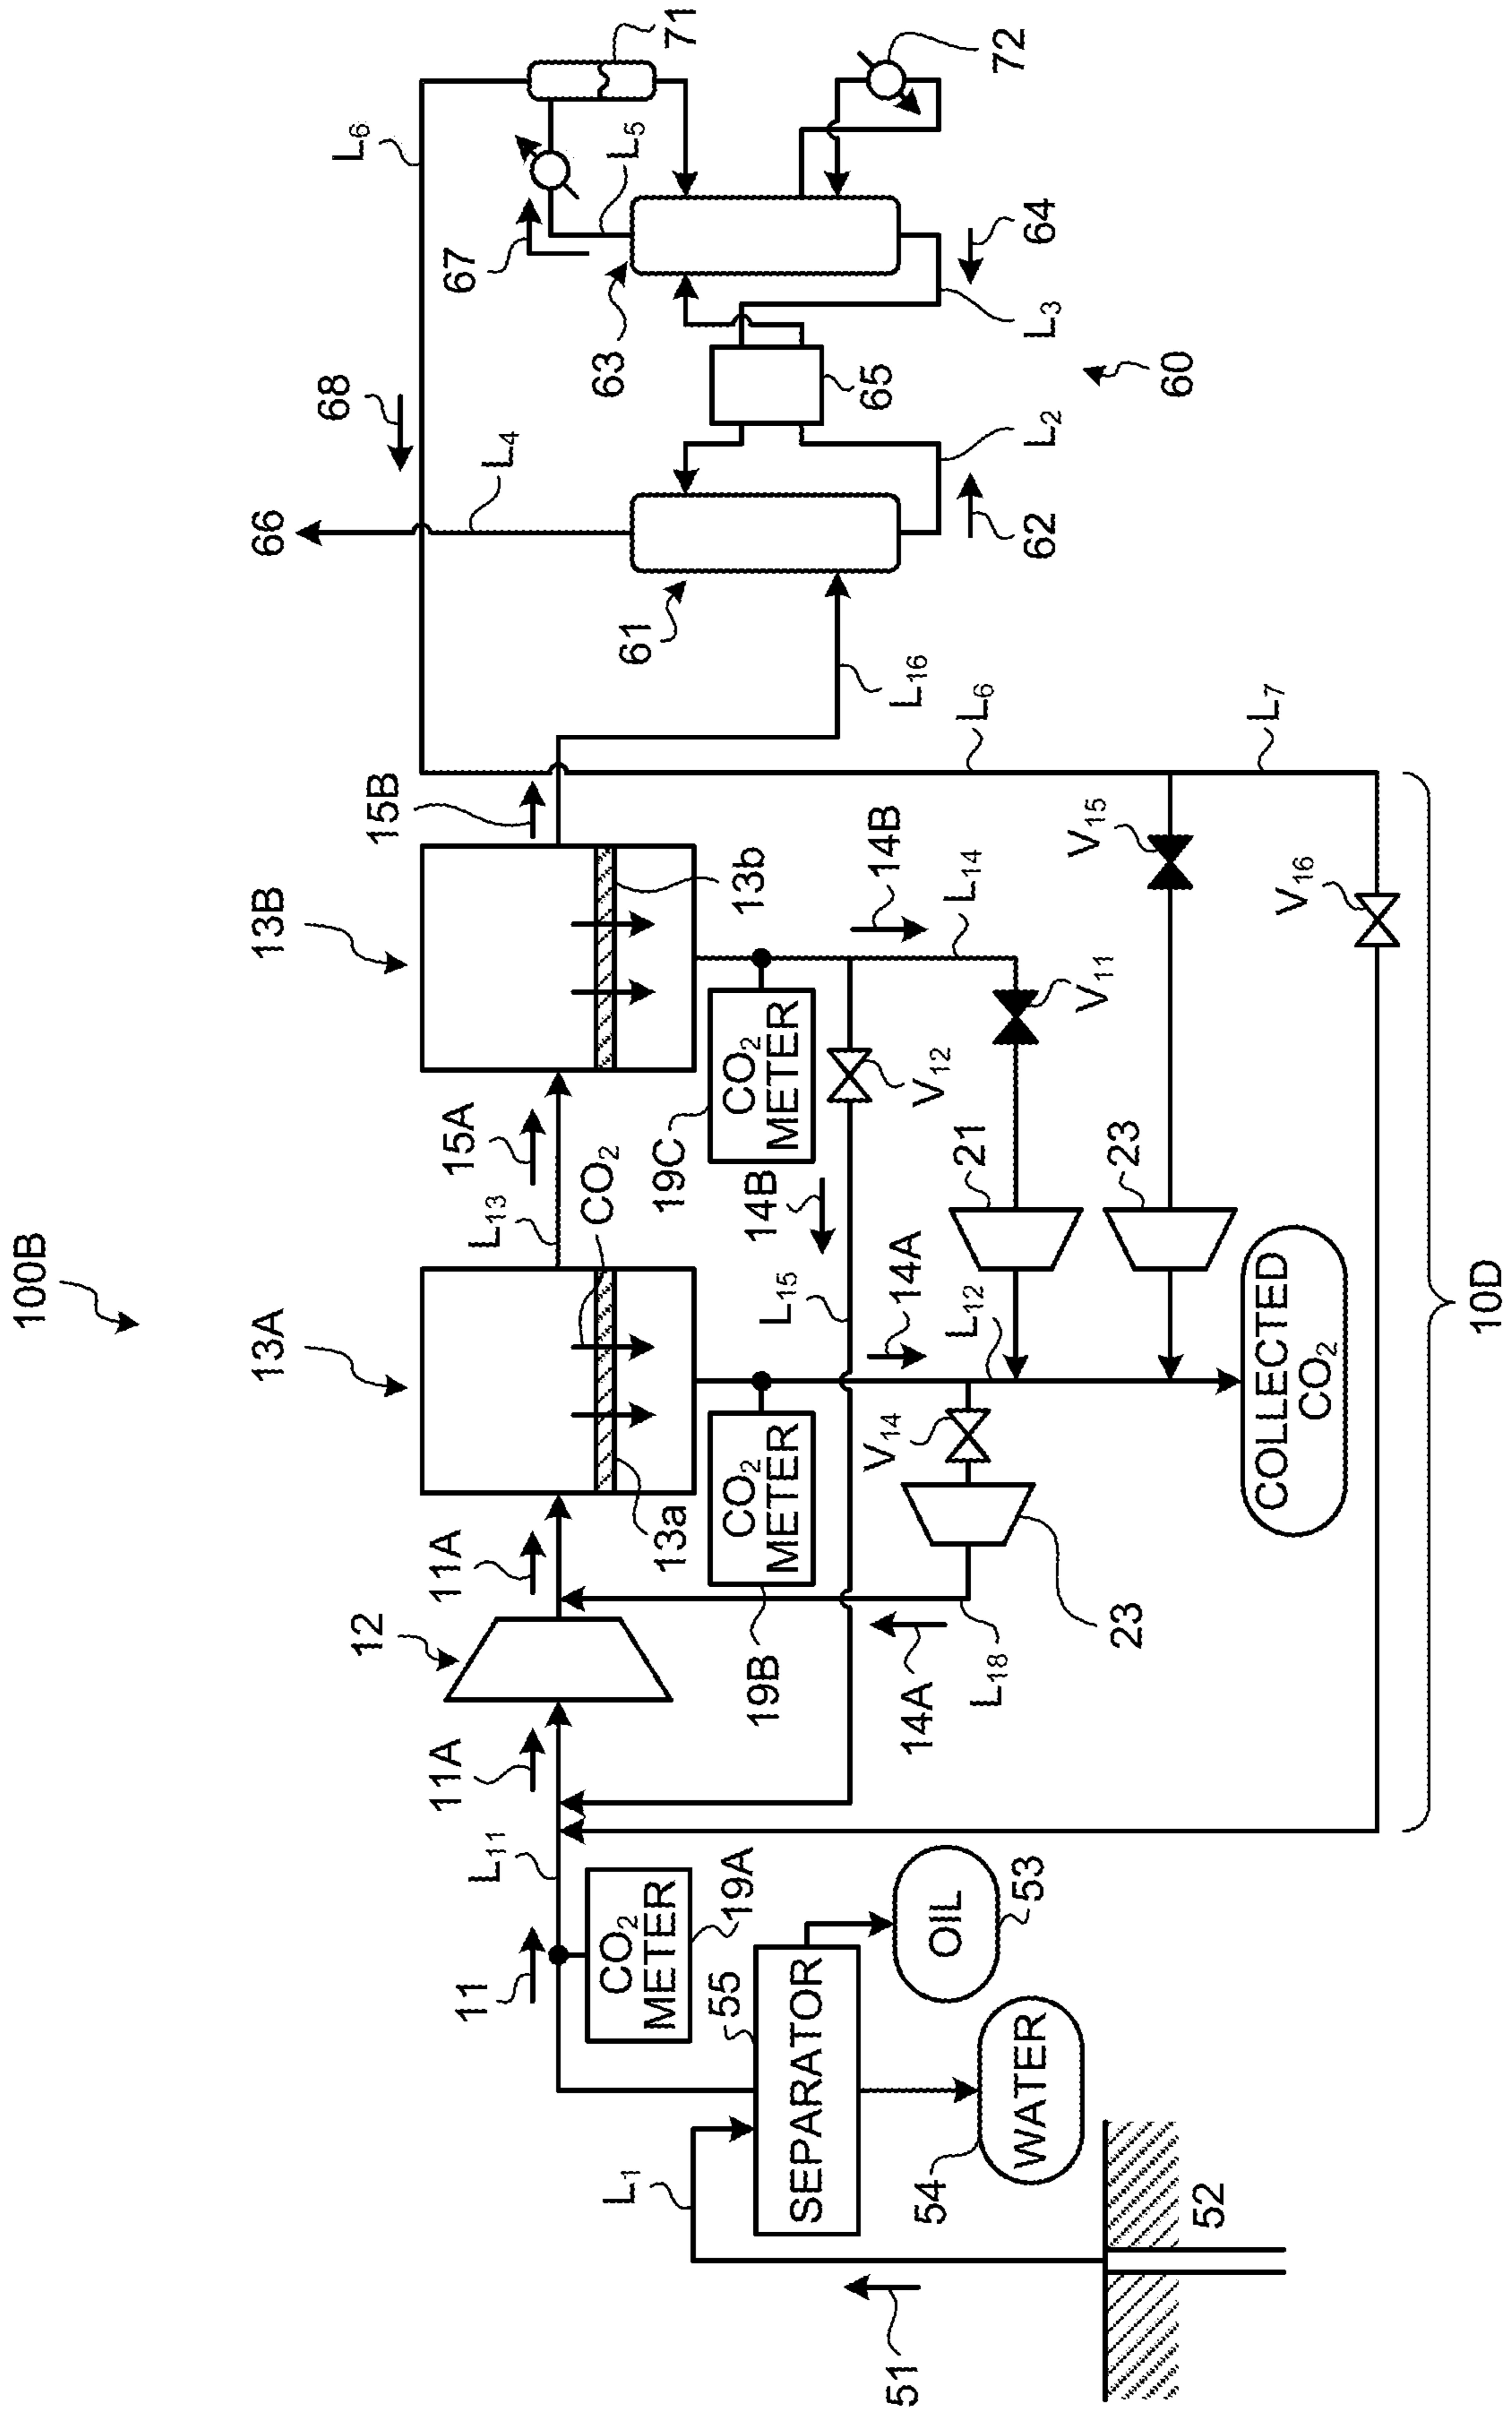 100B
13A
13B
12
11A
11A
11
L11
L13
15A
CO2
15B
68
66
L4
L6
67
71
L5
72
63
64
L3
65
60
L2
62
61
L16
L6
L7
13a
13b
CO2
METER
19A
CO2
METER
19B
CO2
METER
19C
14B
14B
L14
V12
V11
V15
V16
L15
14A
L12
V14
21
23
23
14A
L18
COLLECTED
CO2
10D
L1
SEPARATOR
55
OIL
53
WATER
54
51
52